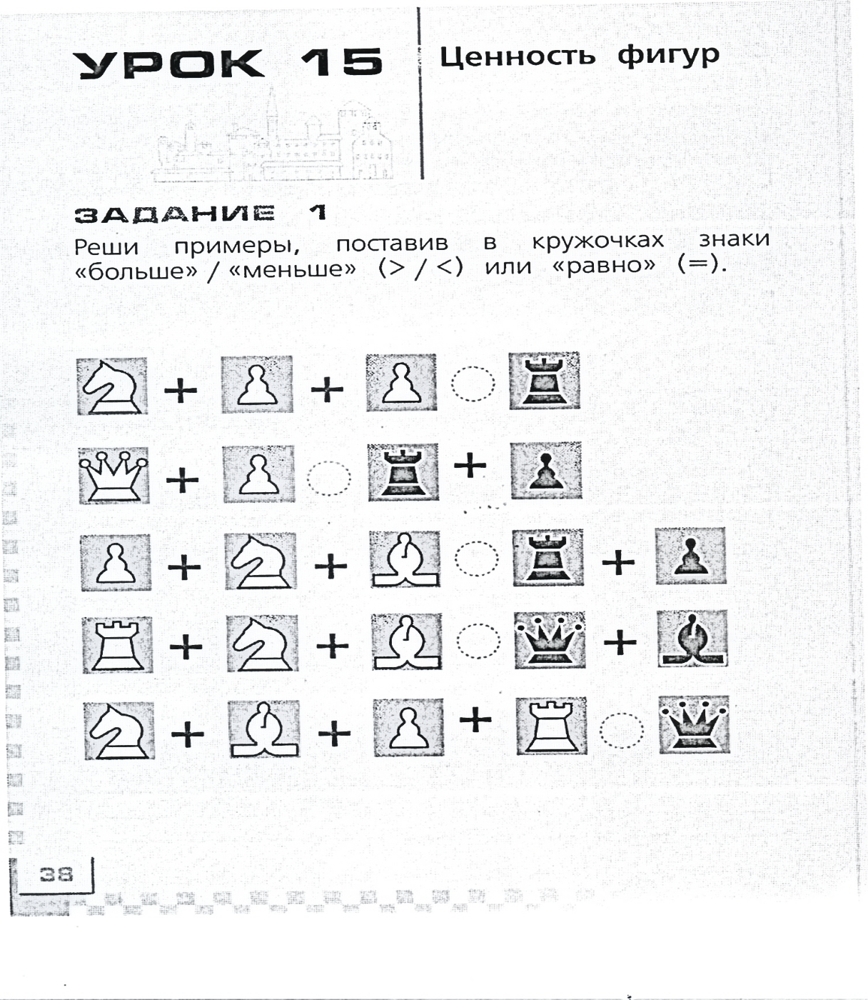 УРОК 15
Ценность фигур
ЗАДАНИЕ 1
Реши примеры, поставив в кружочках знаки
«больше» / «меньше» (> / <) или «равно» (=).
+ +
+ +
+ + +
+ + +
+ + +
38